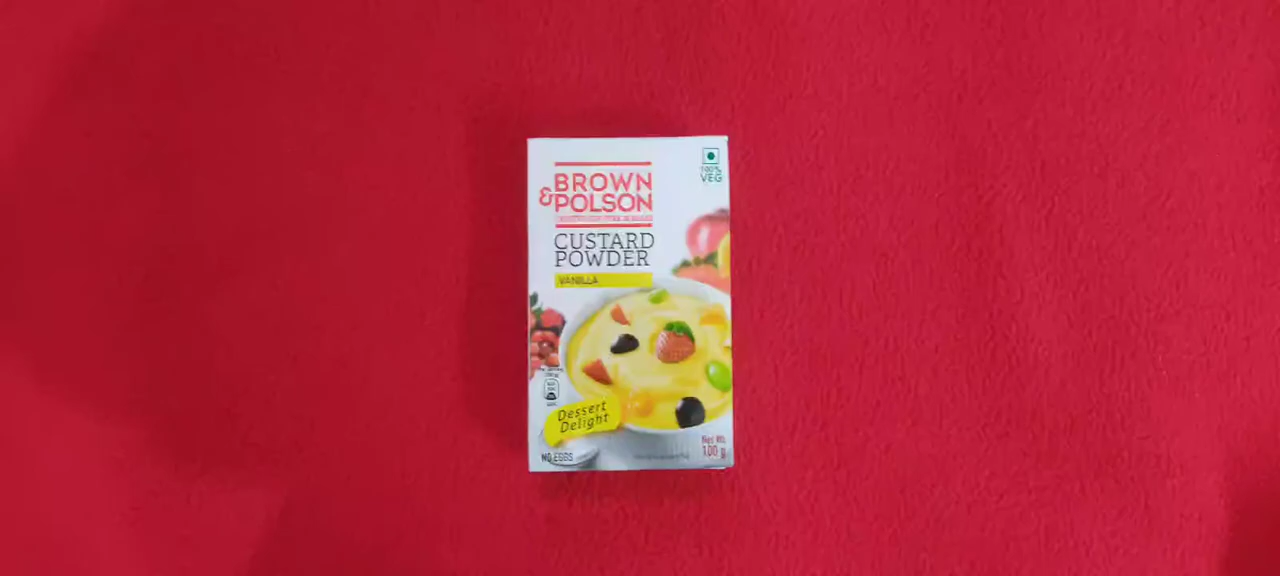 100%
VEG
BROWN
& POLSON
CUSTARD
POWDER
VANILLA
Dessert
Delight
NO EGGS
Net Wt.
100 g